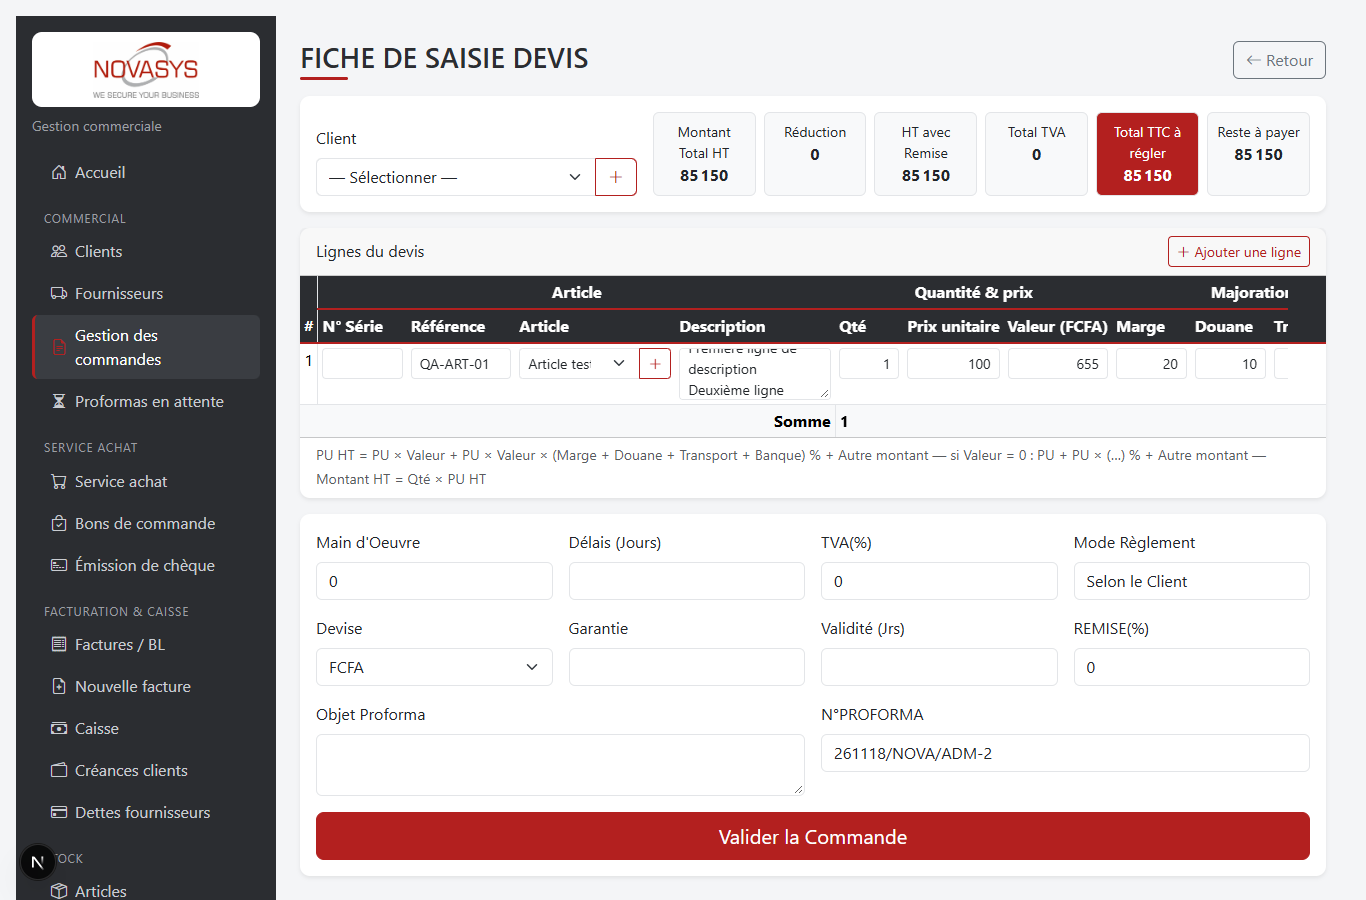 NOVASYS
WE SECURE YOUR BUSINESS
Gestion commerciale
Accueil
COMMERCIAL
Clients
Fournisseurs
Gestion des
commandes
Proformas en attente
SERVICE ACHAT
Service achat
Bons de commande
Émission de chèque
FACTURATION & CAISSE
Factures / BL
Nouvelle facture
Caisse
Créances clients
Dettes fournisseurs
TOCK
N
Articles
FICHE DE SAISIE DEVIS
← Retour
Client
— Sélectionner —
+
Montant
Total HT
85 150
Réduction
0
HT avec
Remise
85 150
Total TVA
0
Total TTC à
régler
85 150
Reste à payer
85 150
Lignes du devis
+ Ajouter une ligne
Article Quantité & prix Majoration
# N° Série Référence Article Description Qté Prix unitaire Valeur (FCFA) Marge Douane Tr
1 QA-ART-01 Article test + 1 100 655 20 10
Première ligne de
description
Deuxième ligne
Somme 1
PU HT = PU × Valeur + PU × Valeur × (Marge + Douane + Transport + Banque) % + Autre montant — si Valeur = 0 : PU + PU × (...) % + Autre montant —
Montant HT = Qté × PU HT
Main d'Oeuvre Délais (Jours) TVA(%) Mode Règlement
0 0 Selon le Client
Devise Garantie Validité (Jrs) REMISE(%)
FCFA 0
Objet Proforma N°PROFORMA
261118/NOVA/ADM-2
Valider la Commande